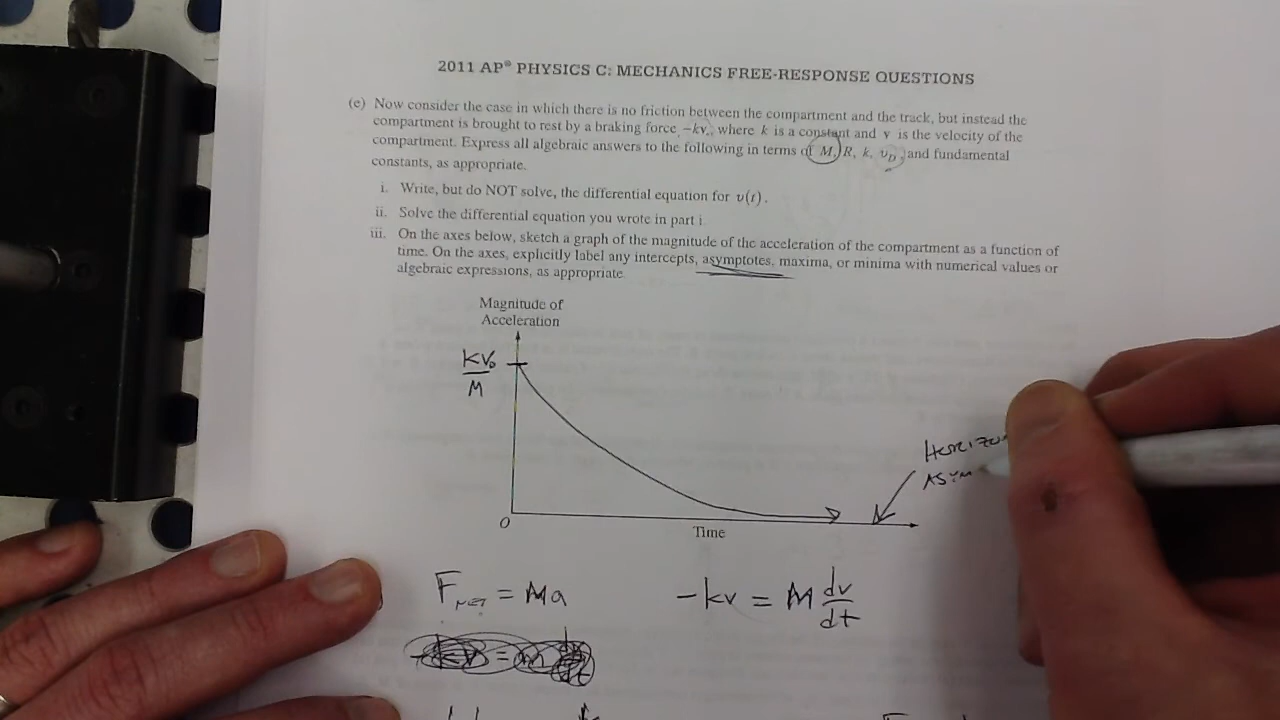 2011 AP® PHYSICS C: MECHANICS FREE-RESPONSE QUESTIONS
(e) Now consider the case in which there is no friction between the compartment and the track, but instead the
compartment is brought to rest by a braking force −kv, where k is a constant and v is the velocity of the
compartment. Express all algebraic answers to the following in terms of M, R, k, υD, and fundamental
constants, as appropriate.
i. Write, but do NOT solve, the differential equation for υ(t).
ii. Solve the differential equation you wrote in part i.
iii. On the axes below, sketch a graph of the magnitude of the acceleration of the compartment as a function of
time. On the axes, explicitly label any intercepts, asymptotes, maxima, or minima with numerical values or
algebraic expressions, as appropriate.
Magnitude of
Acceleration
KV₀
M
Horizon
Asym
O
Time
F NET = Ma
-kv = M dv/dt